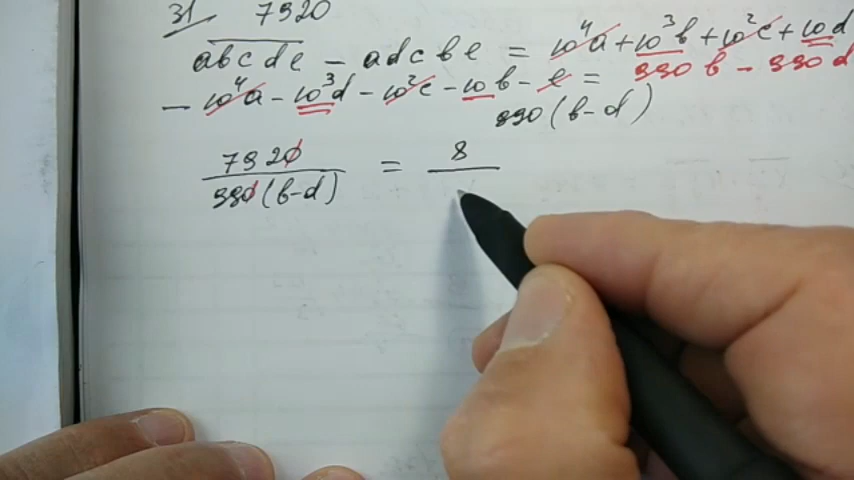 31 7920
abcde - adcbe = 10⁴a + 10³b + 10²c + 10d
990b - 990d
- 10⁴a - 10³d - 10²c - 10b - e =
990(b-d)
7920 / 990(b-d) = 8 /